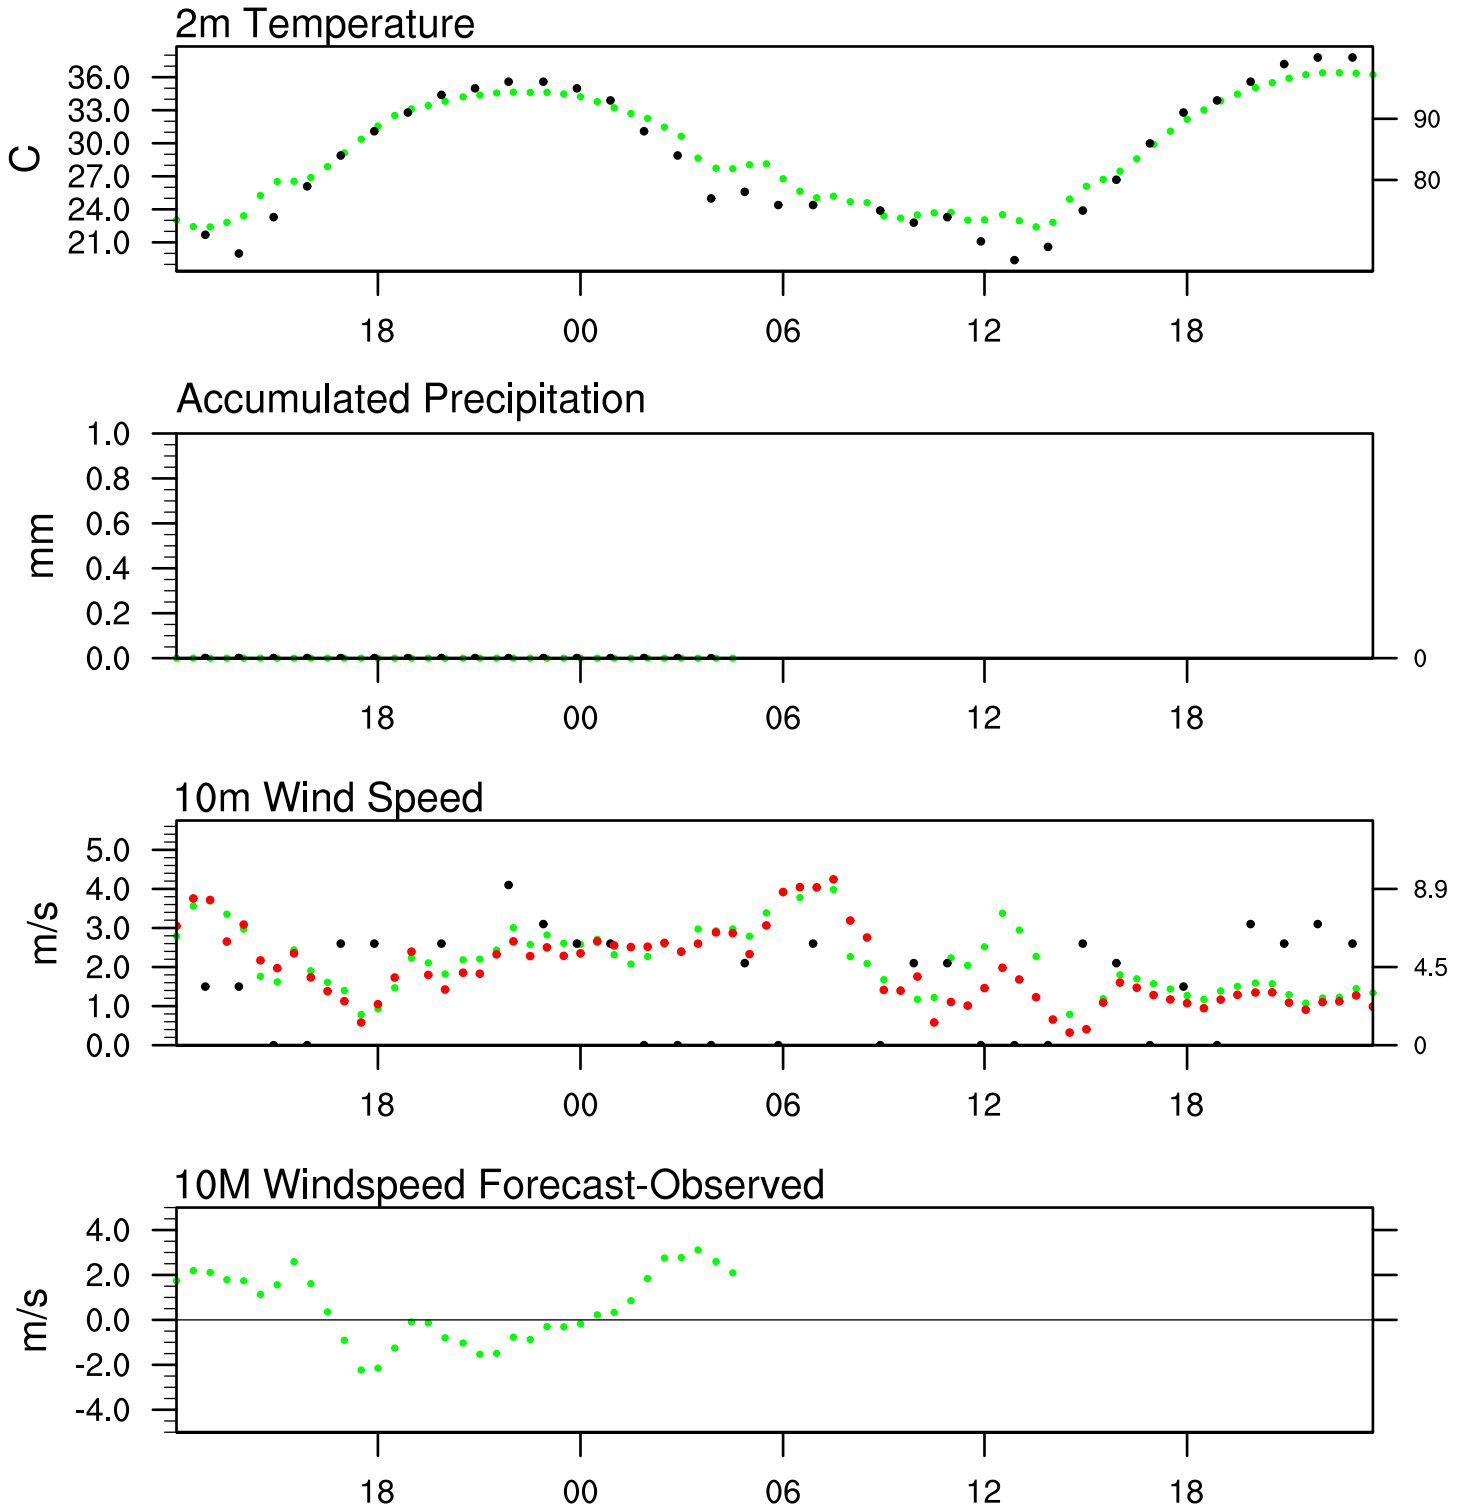 2m Temperature
36.0
33.0
30.0
27.0
24.0
21.0
C
90
80
18 00 06 12 18
Accumulated Precipitation
1.0
0.8
0.6
0.4
0.2
0.0
mm
0
18 00 06 12 18
10m Wind Speed
5.0
4.0
3.0
2.0
1.0
0.0
m/s
8.9
4.5
0
18 00 06 12 18
10M Windspeed Forecast-Observed
4.0
2.0
0.0
-2.0
-4.0
m/s
18 00 06 12 18